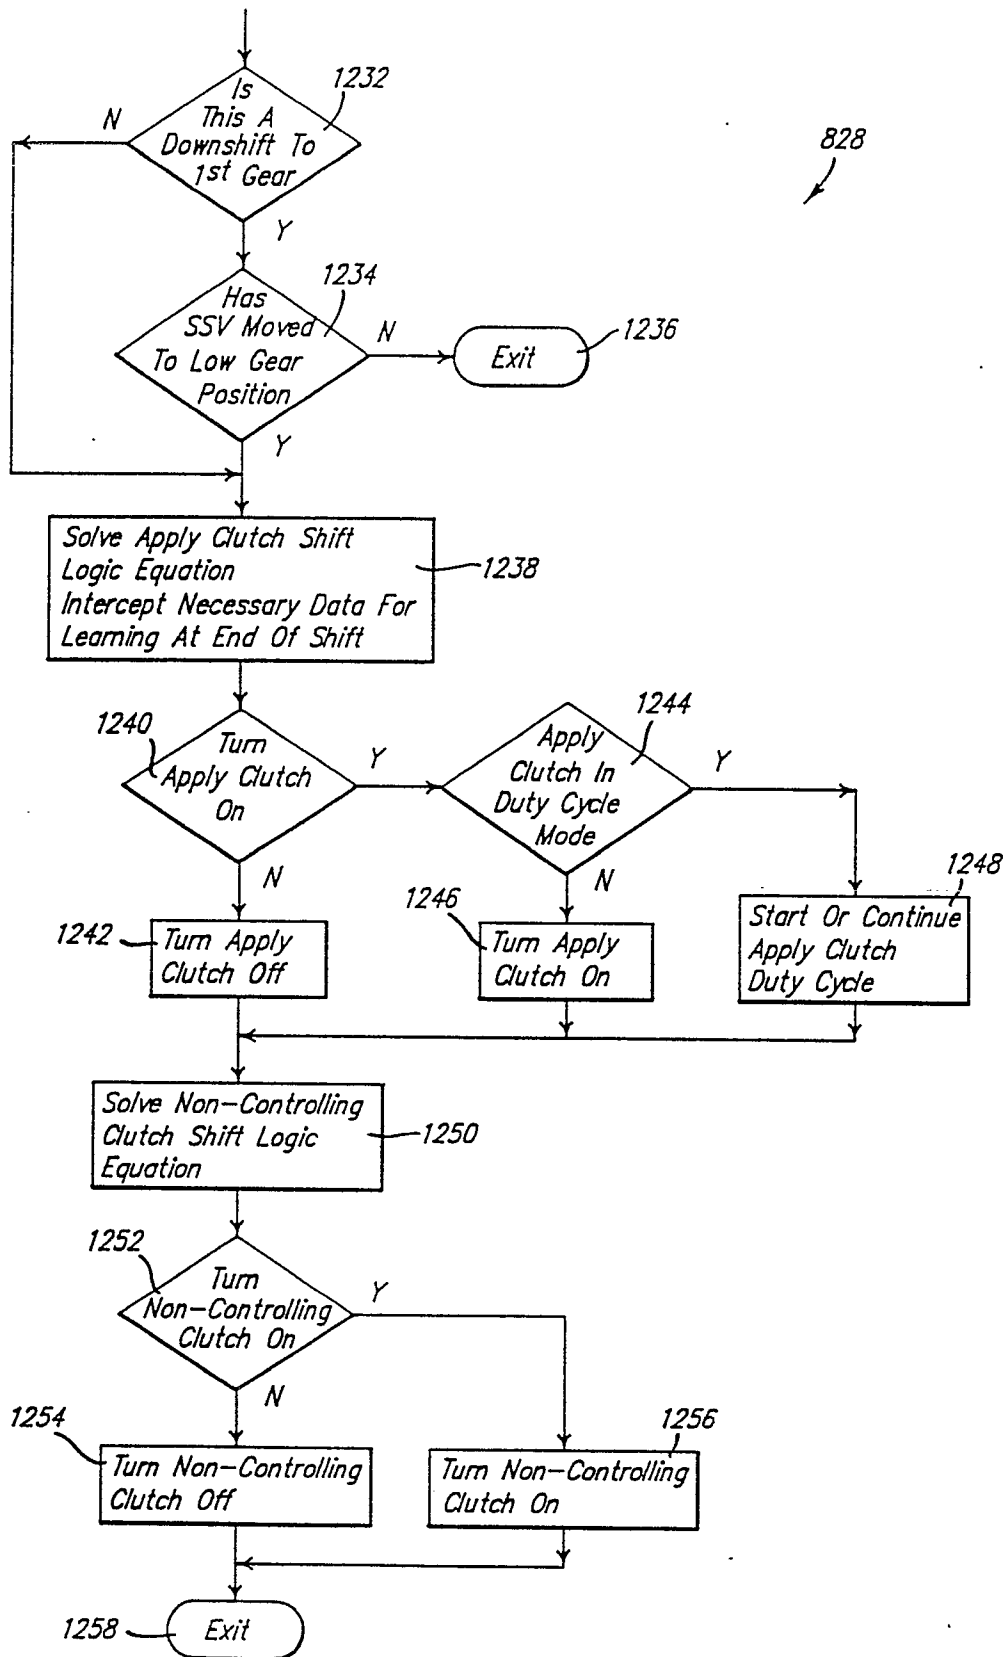 1232
Is
This A
Downshift To
1st Gear
N
Y
828
1234
Has
SSV Moved
To Low Gear
Position
N
Y
Exit
1236
Solve Apply Clutch Shift
Logic Equation
Intercept Necessary Data For
Learning At End Of Shift
1238
1240
Turn
Apply Clutch
On
Y
N
1244
Apply
Clutch In
Duty Cycle
Mode
Y
N
1242
Turn Apply
Clutch Off
1246
Turn Apply
Clutch On
1248
Start Or Continue
Apply Clutch
Duty Cycle
Solve Non-Controlling
Clutch Shift Logic
Equation
1250
1252
Turn
Non-Controlling
Clutch On
Y
N
1254
Turn Non-Controlling
Clutch Off
1256
Turn Non-Controlling
Clutch On
1258
Exit